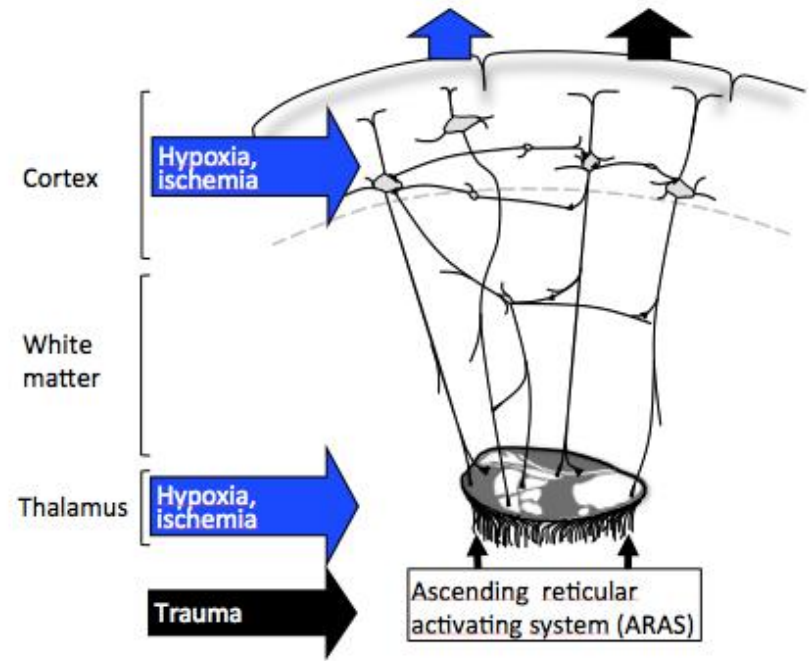 Cortex
Hypoxia,
ischemia
White
matter
Thalamus
Hypoxia,
ischemia
Trauma
Ascending reticular
activating system (ARAS)